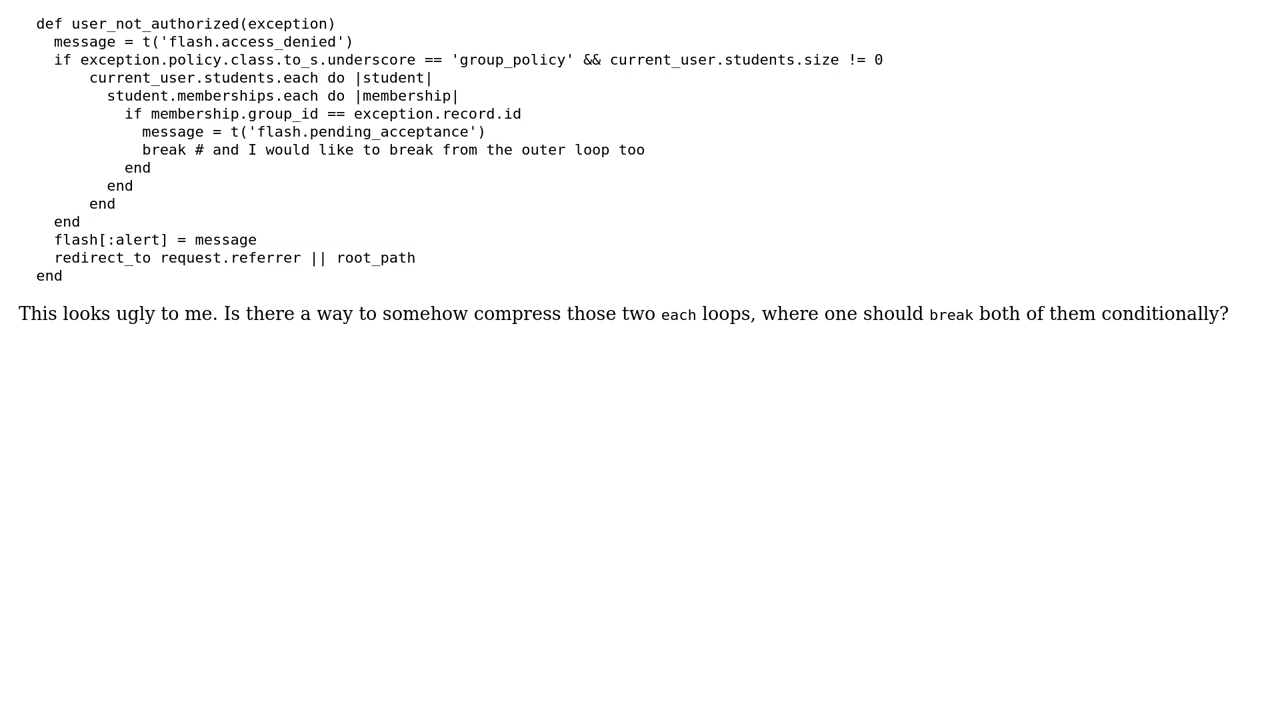 def user_not_authorized(exception)
  message = t('flash.access_denied')
  if exception.policy.class.to_s.underscore == 'group_policy' && current_user.students.size != 0
      current_user.students.each do |student|
        student.memberships.each do |membership|
          if membership.group_id == exception.record.id
            message = t('flash.pending_acceptance')
            break # and I would like to break from the outer loop too
          end
        end
      end
  end
  flash[:alert] = message
  redirect_to request.referrer || root_path
end
This looks ugly to me. Is there a way to somehow compress those two each loops, where one should break both of them conditionally?